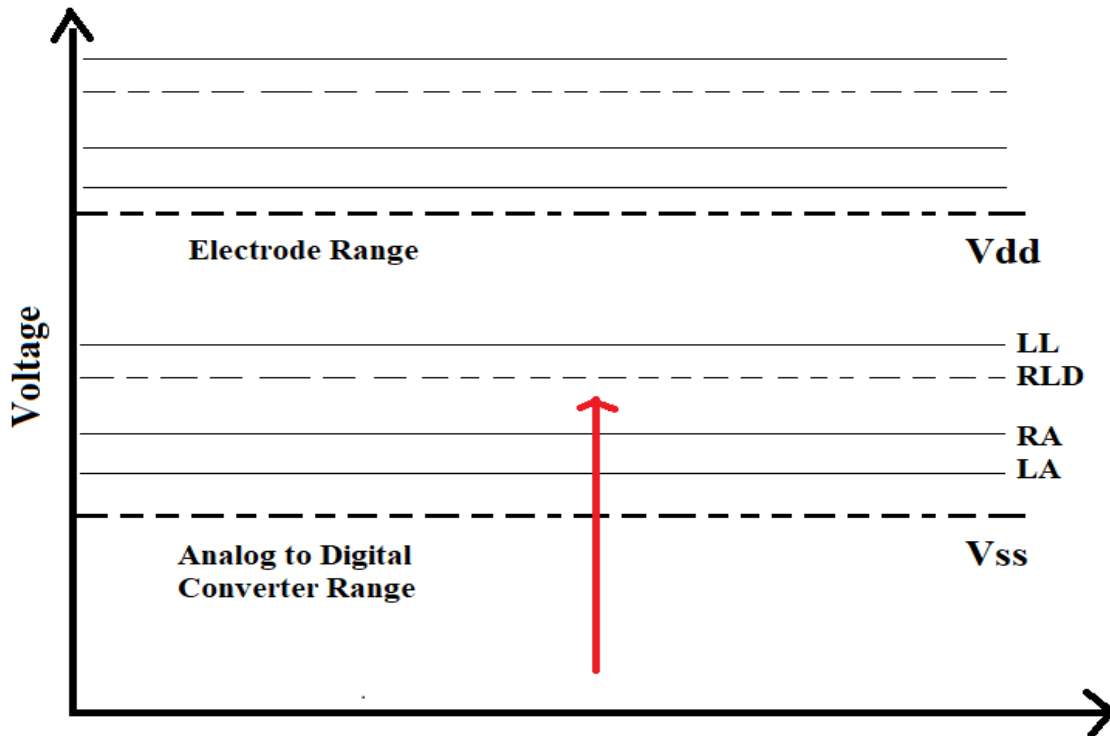 Electrode Range
Vdd
Voltage
LL
RLD
RA
LA
Analog to Digital
Converter Range
Vss